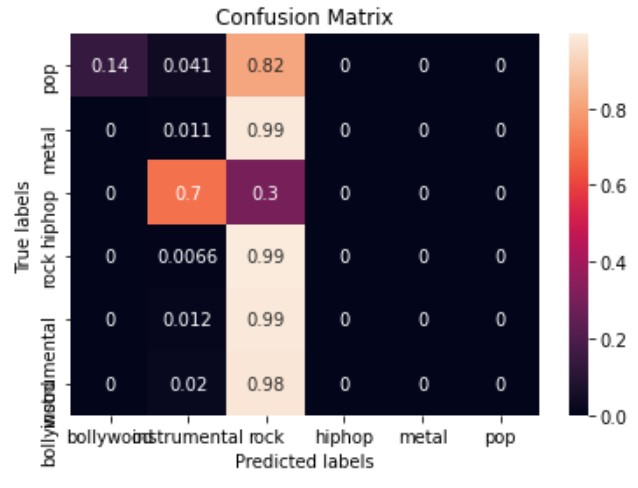 Confusion Matrix
pop 0.14 0.041 0.82 0 0 0
metal 0 0.011 0.99 0 0 0
hiphop 0 0.7 0.3 0 0 0
rock 0 0.0066 0.99 0 0 0
instrumental 0 0.012 0.99 0 0 0
bollywood 0 0.02 0.98 0 0 0
True labels
bollywood instrumental rock hiphop metal pop
Predicted labels
0.8
0.6
0.4
0.2
0.0